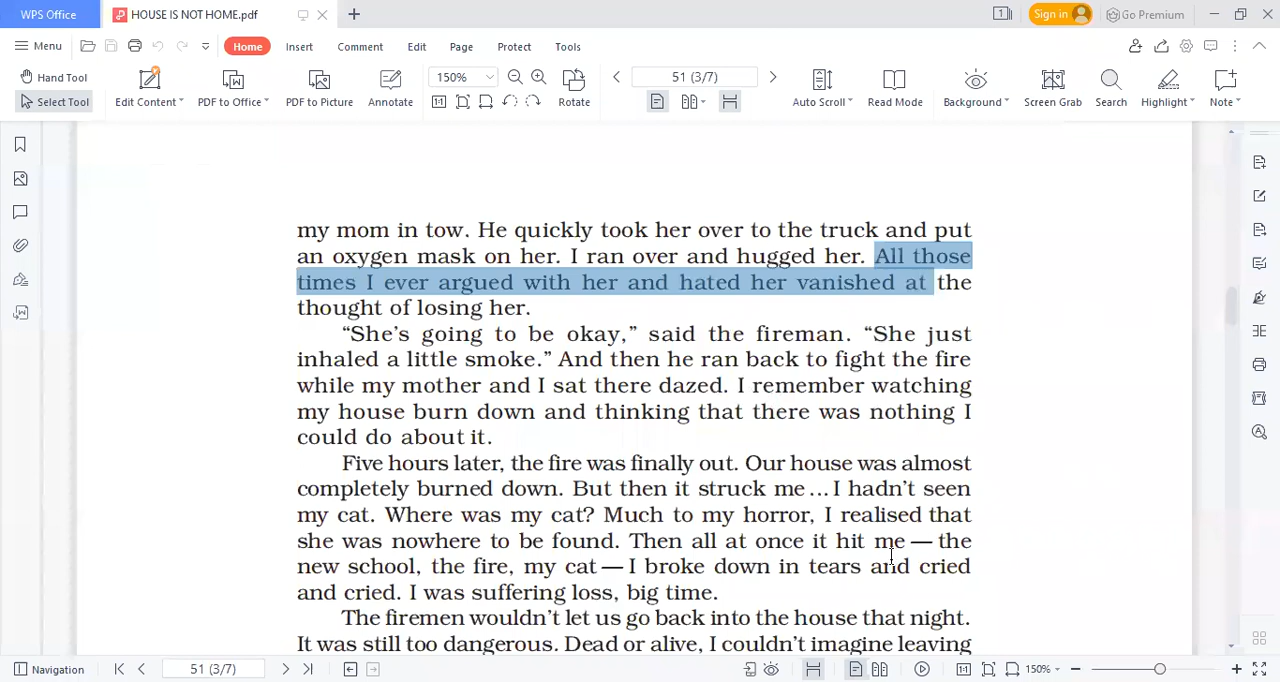 WPS Office
HOUSE IS NOT HOME.pdf
1
Sign in
Go Premium
Menu
Home
Insert
Comment
Edit
Page
Protect
Tools
Hand Tool
Select Tool
Edit Content
PDF to Office
PDF to Picture
Annotate
150%
Rotate
51 (3/7)
Auto Scroll
Read Mode
Background
Screen Grab
Search
Highlight
Note
my mom in tow. He quickly took her over to the truck and put
an oxygen mask on her. I ran over and hugged her. All those
times I ever argued with her and hated her vanished at the
thought of losing her.
“She’s going to be okay,” said the fireman. “She just
inhaled a little smoke.” And then he ran back to fight the fire
while my mother and I sat there dazed. I remember watching
my house burn down and thinking that there was nothing I
could do about it.
Five hours later, the fire was finally out. Our house was almost
completely burned down. But then it struck me...I hadn’t seen
my cat. Where was my cat? Much to my horror, I realised that
she was nowhere to be found. Then all at once it hit me — the
new school, the fire, my cat — I broke down in tears and cried
and cried. I was suffering loss, big time.
The firemen wouldn’t let us go back into the house that night.
It was still too dangerous. Dead or alive, I couldn’t imagine leaving
Navigation
51 (3/7)
150%